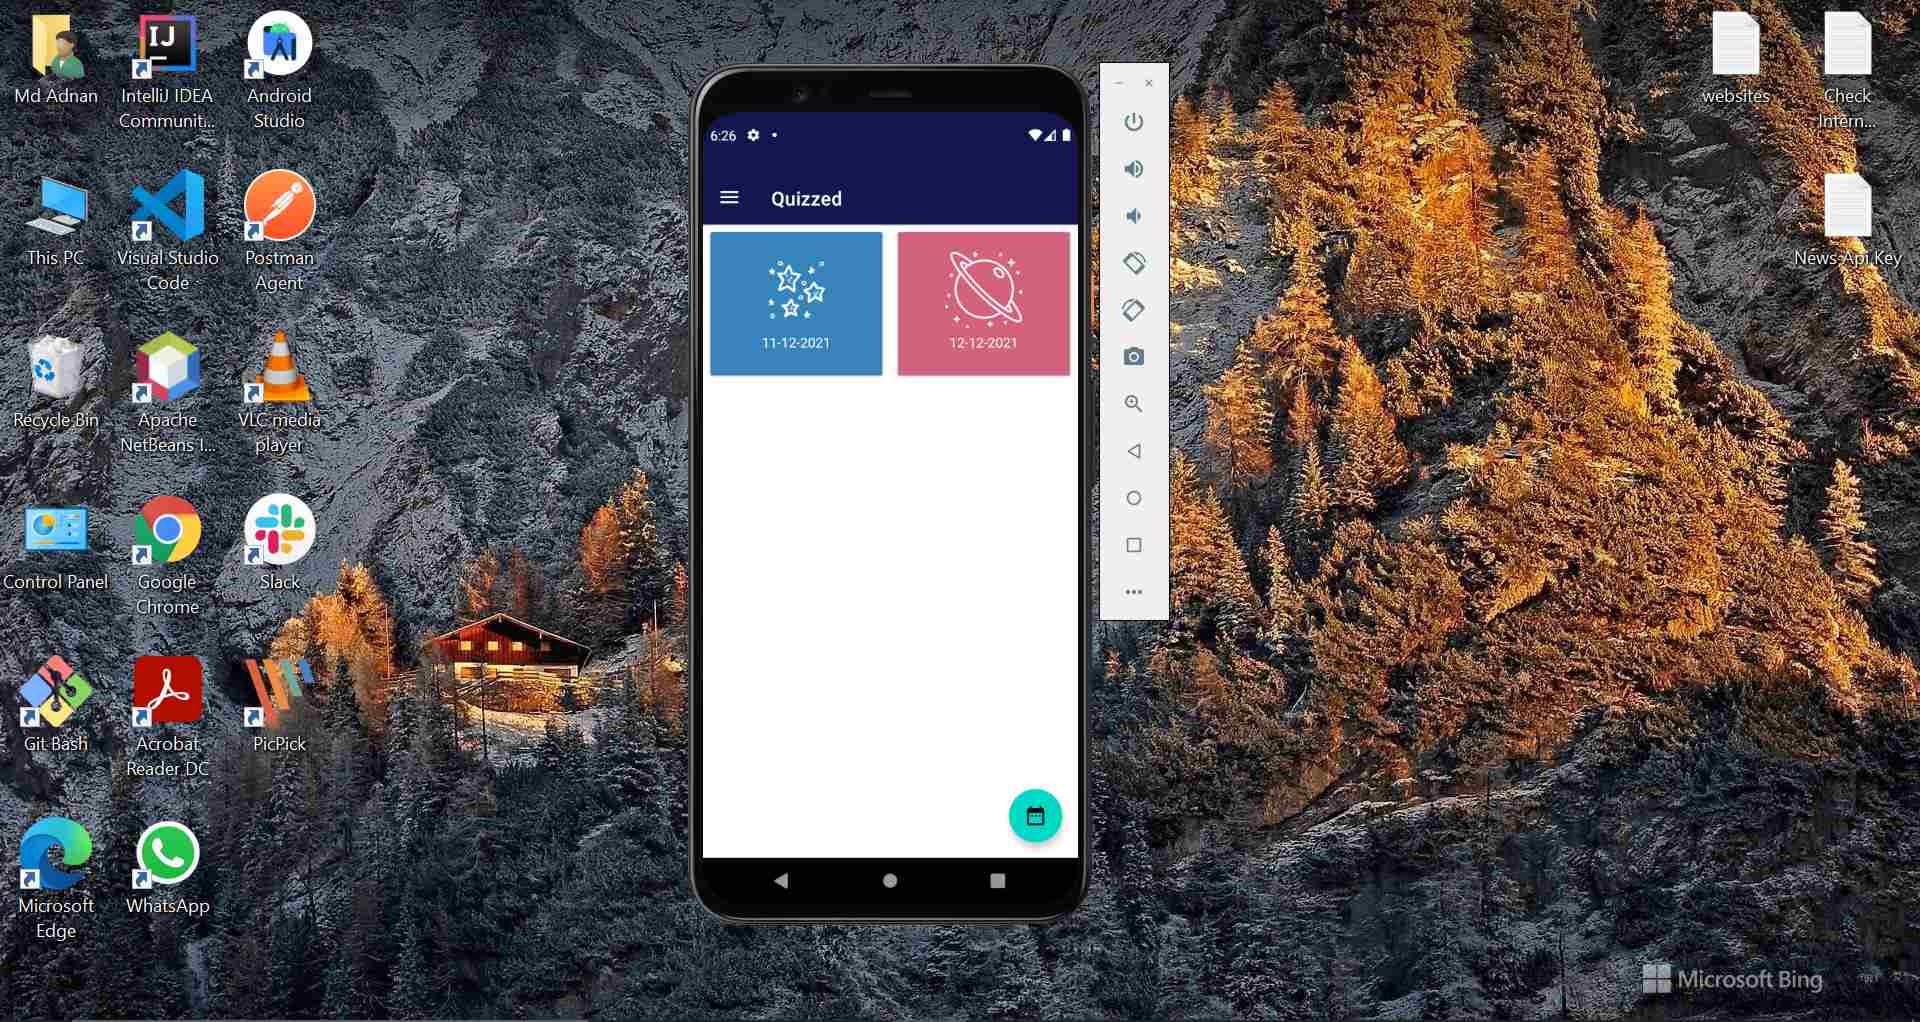 Md Adnan
IntelliJ IDEA
Communit...
Android
Studio
This PC
Visual Studio
Code
Postman
Agent
Recycle Bin
Apache
NetBeans I...
VLC media
player
Control Panel
Google
Chrome
Slack
Git Bash
Acrobat
Reader DC
PicPick
Microsoft
Edge
WhatsApp
6:26
Quizzed
11-12-2021
12-12-2021
websites
Check
Intern...
News Api Key
Microsoft Bing